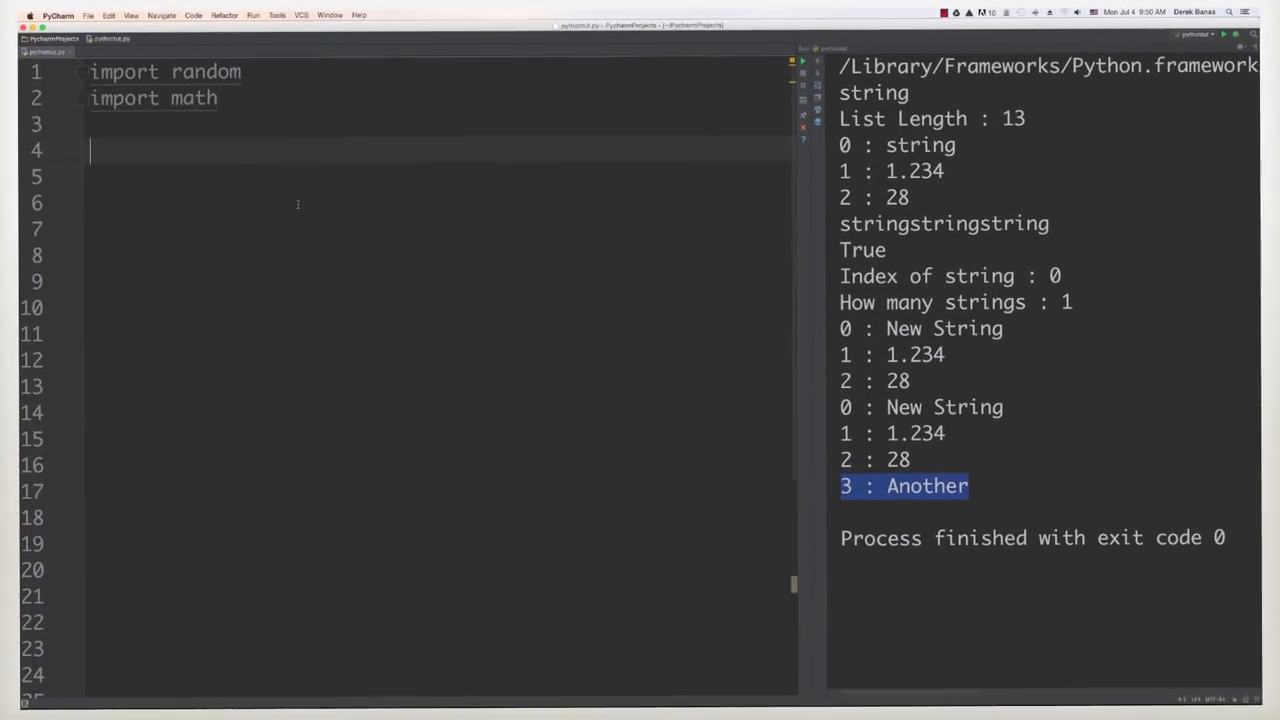 PyCharm File Edit View Navigate Code Refactor Run Tools VCS Window Help
Mon Jul 4 9:50 AM Derek Banas
pythontut.py - PycharmProjects - [~/PycharmProjects]
PycharmProjects pythontut.py
pythontut
pythontut.py
Run pythontut
1 import random
2 import math
3
4
5
6
7
8
9
10
11
12
13
14
15
16
17
18
19
20
21
22
23
24
/Library/Frameworks/Python.framework
string
List Length : 13
0 : string
1 : 1.234
2 : 28
stringstringstring
True
Index of string : 0
How many strings : 1
0 : New String
1 : 1.234
2 : 28
0 : New String
1 : 1.234
2 : 28
3 : Another
Process finished with exit code 0